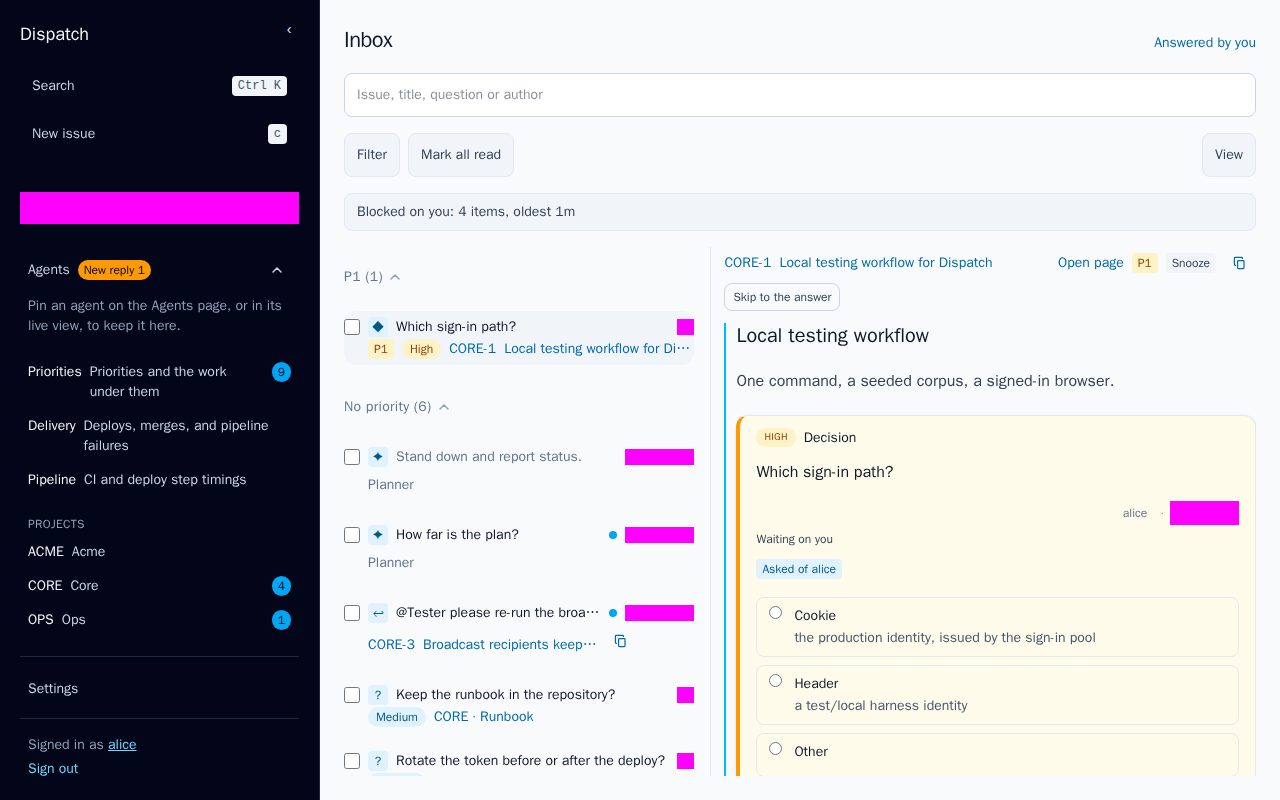 Dispatch
Search
Ctrl K
New issue
C
Agents
New reply 1
Pin an agent on the Agents page, or in its
live view, to keep it here.
Priorities
Priorities and the work
under them
9
Delivery
Deploys, merges, and pipeline
failures
Pipeline
CI and deploy step timings
PROJECTS
ACME
Acme
CORE
Core
4
OPS
Ops
1
Settings
Signed in as alice
Sign out
Inbox
Answered by you
Issue, title, question or author
Filter
Mark all read
View
Blocked on you: 4 items, oldest 1m
P1 (1)
Which sign-in path?
P1
High
CORE-1 Local testing workflow for Di⋯
No priority (6)
Stand down and report status.
Planner
How far is the plan?
Planner
@Tester please re-run the broa⋯
CORE-3 Broadcast recipients keep⋯
?
Keep the runbook in the repository?
Medium
CORE · Runbook
?
Rotate the token before or after the deploy?
CORE-1 Local testing workflow for Dispatch
Open page
P1
Snooze
Skip to the answer
Local testing workflow
One command, a seeded corpus, a signed-in browser.
HIGH
Decision
Which sign-in path?
alice ·
Waiting on you
Asked of alice
Cookie
the production identity, issued by the sign-in pool
Header
a test/local harness identity
Other